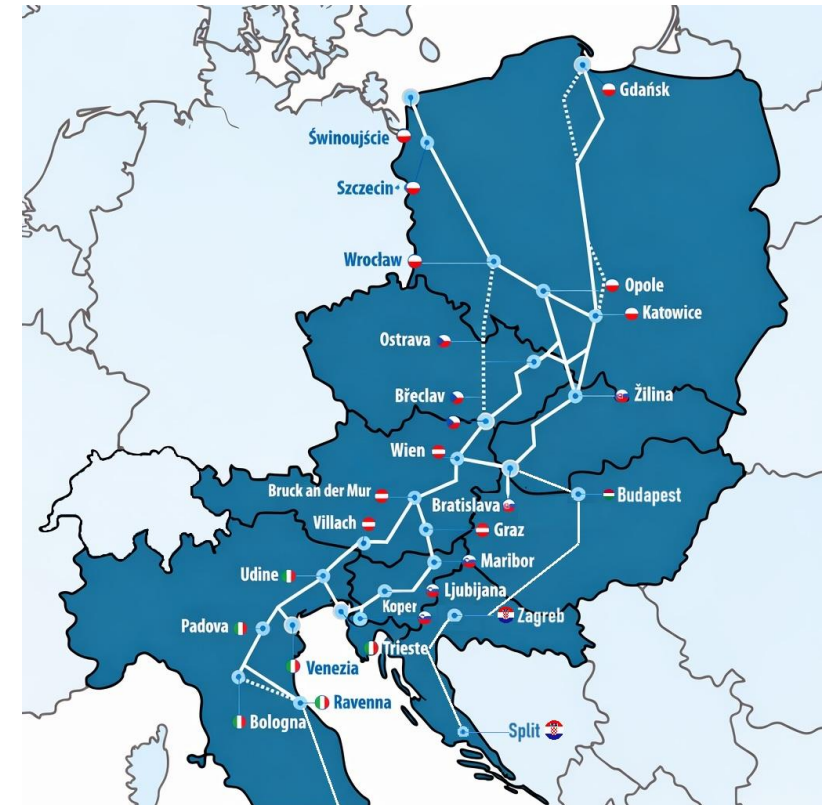 Gdańsk
Świnoujście
Szczecin
Wrocław
Opole
Katowice
Ostrava
Břeclav
Žilina
Wien
Bruck an der Mur
Bratislava
Budapest
Villach
Graz
Udine
Maribor
Ljubijana
Koper
Padova
Zagreb
Trieste
Venezia
Ravenna
Bologna
Split